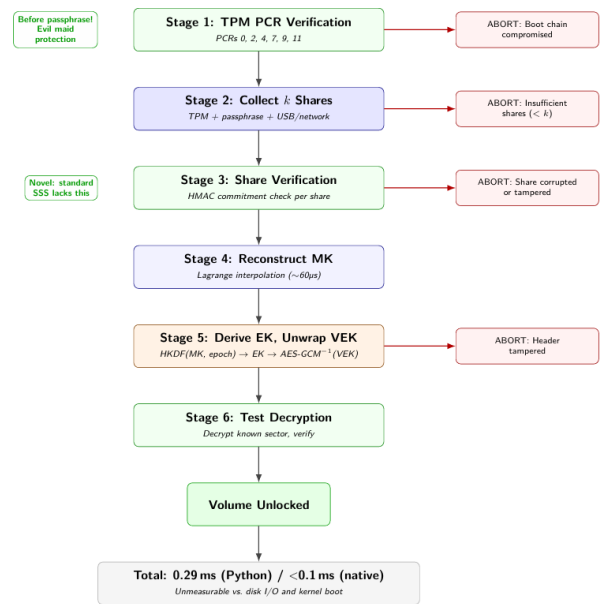 Before passphrase!
Evil maid
protection
Stage 1: TPM PCR Verification
PCRs 0, 2, 4, 7, 9, 11
ABORT: Boot chain
compromised
Stage 2: Collect k Shares
TPM + passphrase + USB/network
ABORT: Insufficient
shares (< k)
Novel: standard
SSS lacks this
Stage 3: Share Verification
HMAC commitment check per share
ABORT: Share corrupted
or tampered
Stage 4: Reconstruct MK
Lagrange interpolation (∼60µs)
Stage 5: Derive EK, Unwrap VEK
HKDF(MK, epoch) → EK → AES-GCM⁻¹(VEK)
ABORT: Header
tampered
Stage 6: Test Decryption
Decrypt known sector, verify
Volume Unlocked
Total: 0.29 ms (Python) / <0.1 ms (native)
Unmeasurable vs. disk I/O and kernel boot